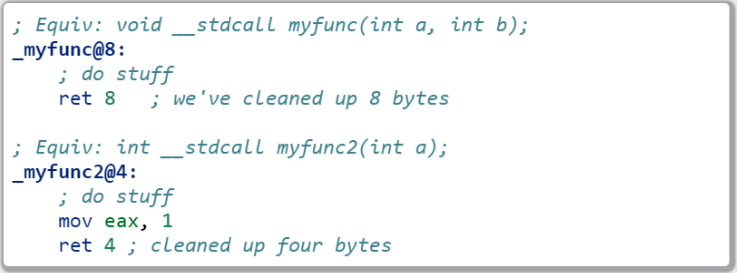 ; Equiv: void __stdcall myfunc(int a, int b);
_myfunc@8:
    ; do stuff
    ret 8   ; we've cleaned up 8 bytes

; Equiv: int __stdcall myfunc2(int a);
_myfunc2@4:
    ; do stuff
    mov eax, 1
    ret 4 ; cleaned up four bytes